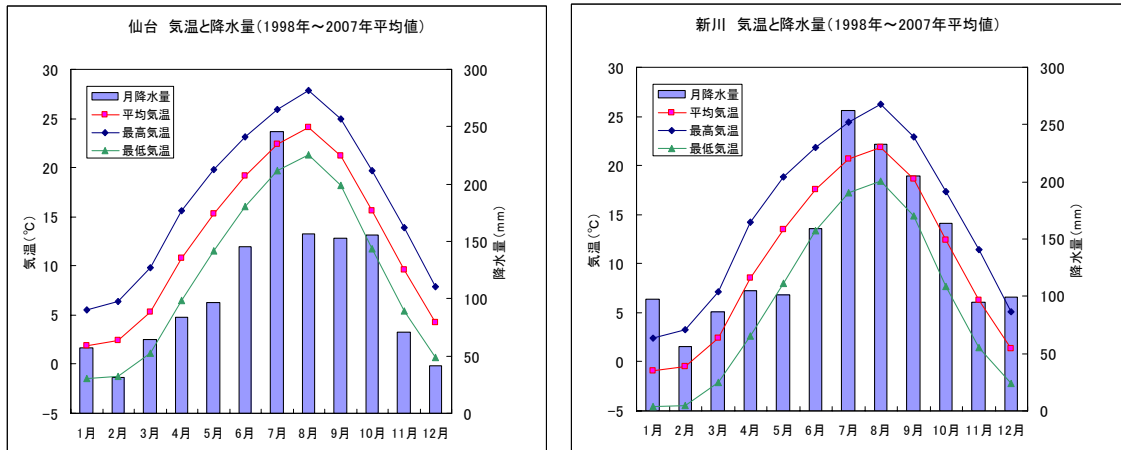 仙台 気温と降水量(1998年～2007年平均値)
30
25
20
15
10
5
0
-5
気温(℃)
月降水量
平均気温
最高気温
最低気温
300
250
200
150
100
50
0
降水量(mm)
1月 2月 3月 4月 5月 6月 7月 8月 9月 10月 11月 12月
新川 気温と降水量(1998年～2007年平均値)
30
25
20
15
10
5
0
-5
気温(℃)
月降水量
平均気温
最高気温
最低気温
300
250
200
150
100
50
0
降水量(mm)
1月 2月 3月 4月 5月 6月 7月 8月 9月 10月 11月 12月